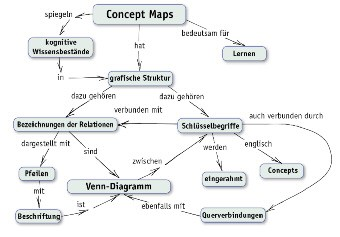 Concept Maps
spiegeln
bedeutsam für
kognitive
Wissensbestände
hat
Lernen
in
grafische Struktur
dazu gehören
dazu gehören
verbunden mit
Bezeichnungen der Relationen
Schlüsselbegriffe
auch verbunden durch
dargestellt mit
sind
zwischen
werden
englisch
Pfeilen
Venn-Diagramm
eingerahmt
Concepts
mit
ist
ebenfalls mit
Beschriftung
Querverbindungen